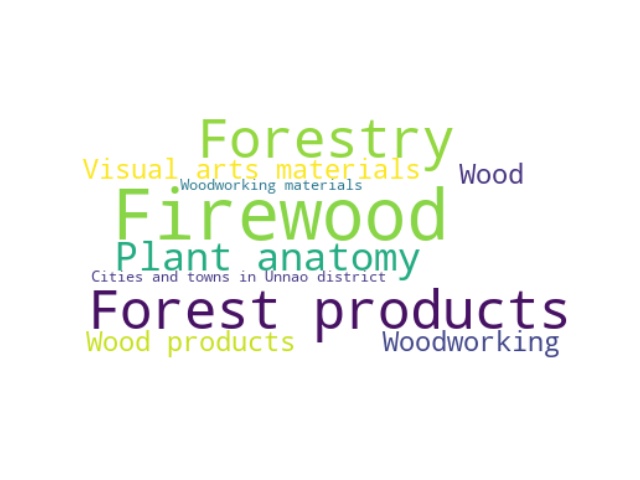 Forestry
Visual arts materials
Wood
Woodworking materials
Firewood
Plant anatomy
Cities and towns in Unnao district
Forest products
Wood products
Woodworking